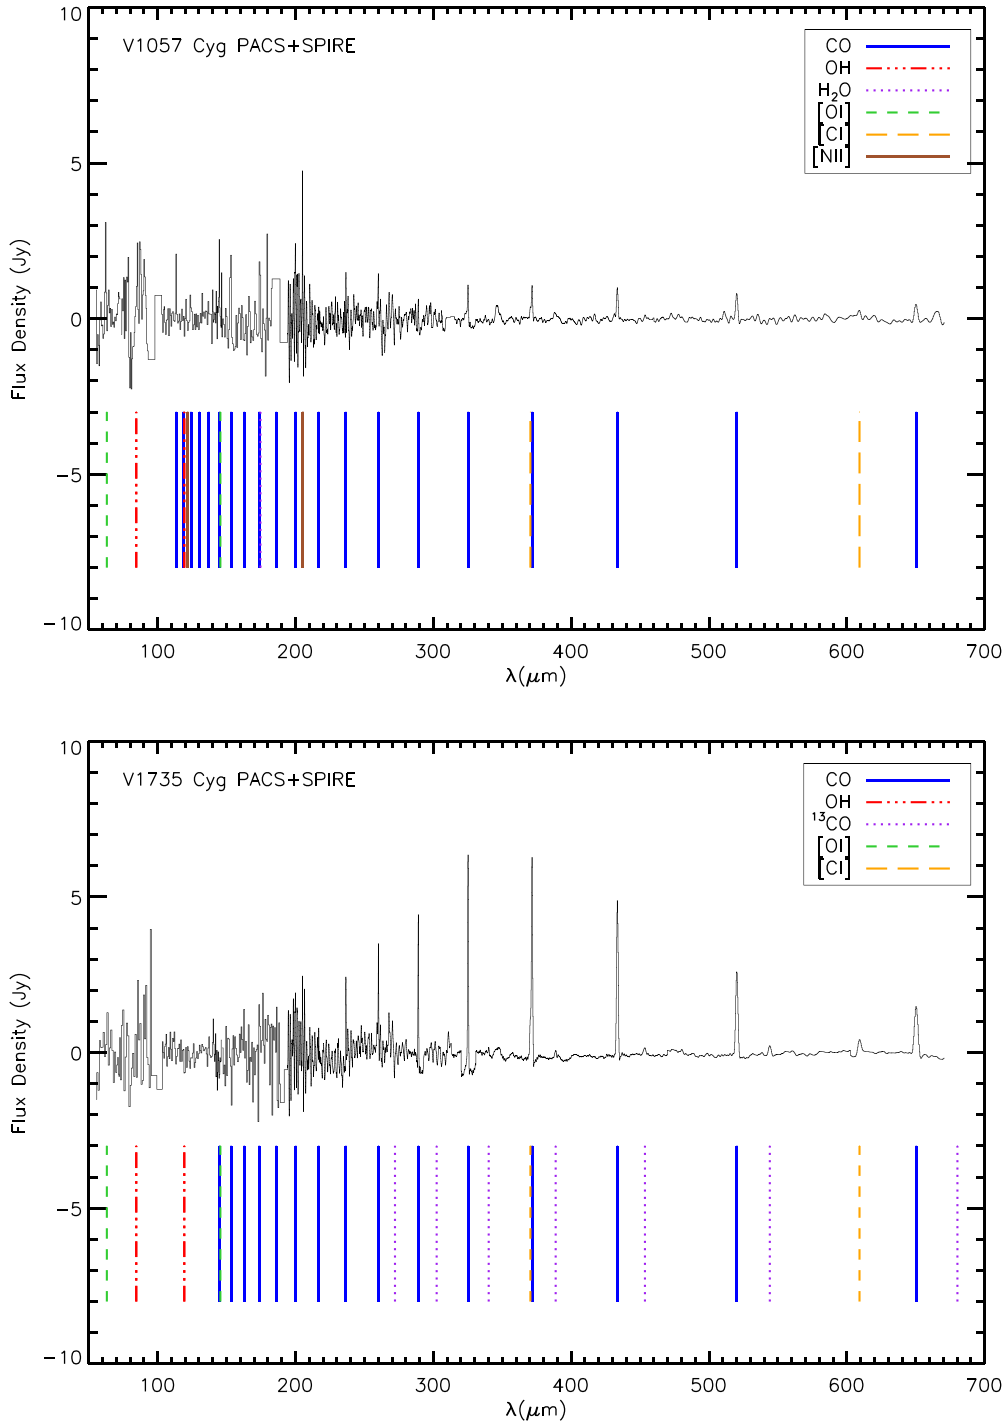 V1057 Cyg PACS+SPIRE
CO
OH
H₂O
[OI]
[CI]
[NII]
Flux Density (Jy)
10
5
0
−5
−10
100 200 300 400 500 600 700
λ(μm)
V1735 Cyg PACS+SPIRE
CO
OH
¹³CO
[OI]
[CI]
Flux Density (Jy)
10
5
0
−5
−10
100 200 300 400 500 600 700
λ(μm)